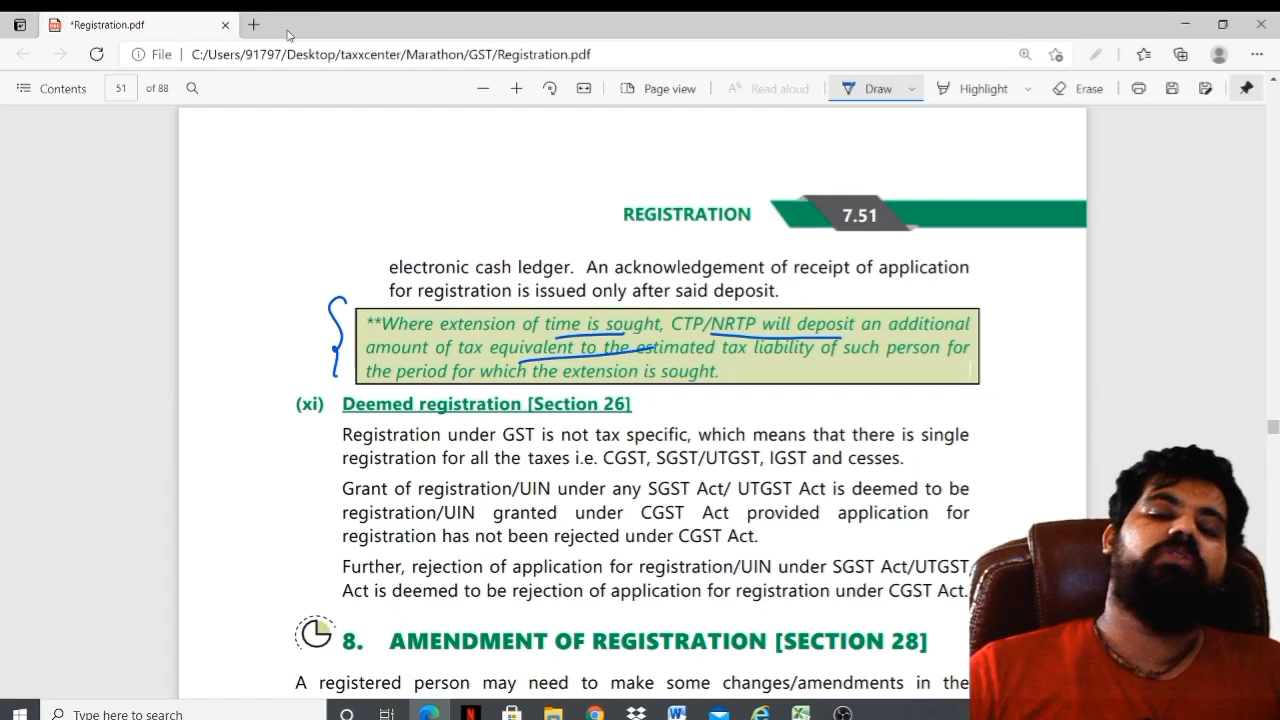 *Registration.pdf
File
C:/Users/91797/Desktop/taxcenter/Marathon/GST/Registration.pdf
Contents
51
of 88
Page view
Read aloud
Draw
Highlight
Erase
REGISTRATION
7.51
electronic cash ledger. An acknowledgement of receipt of application
for registration is issued only after said deposit.
**Where extension of time is sought, CTP/NRTP will deposit an additional
amount of tax equivalent to the estimated tax liability of such person for
the period for which the extension is sought.
(xi) Deemed registration [Section 26]
Registration under GST is not tax specific, which means that there is single
registration for all the taxes i.e. CGST, SGST/UTGST, IGST and cesses.
Grant of registration/UIN under any SGST Act/ UTGST Act is deemed to be
registration/UIN granted under CGST Act provided application for
registration has not been rejected under CGST Act.
Further, rejection of application for registration/UIN under SGST Act/UTGST
Act is deemed to be rejection of application for registration under CGST Act.
8. AMENDMENT OF REGISTRATION [SECTION 28]
A registered person may need to make some changes/amendments in the
Type here to search